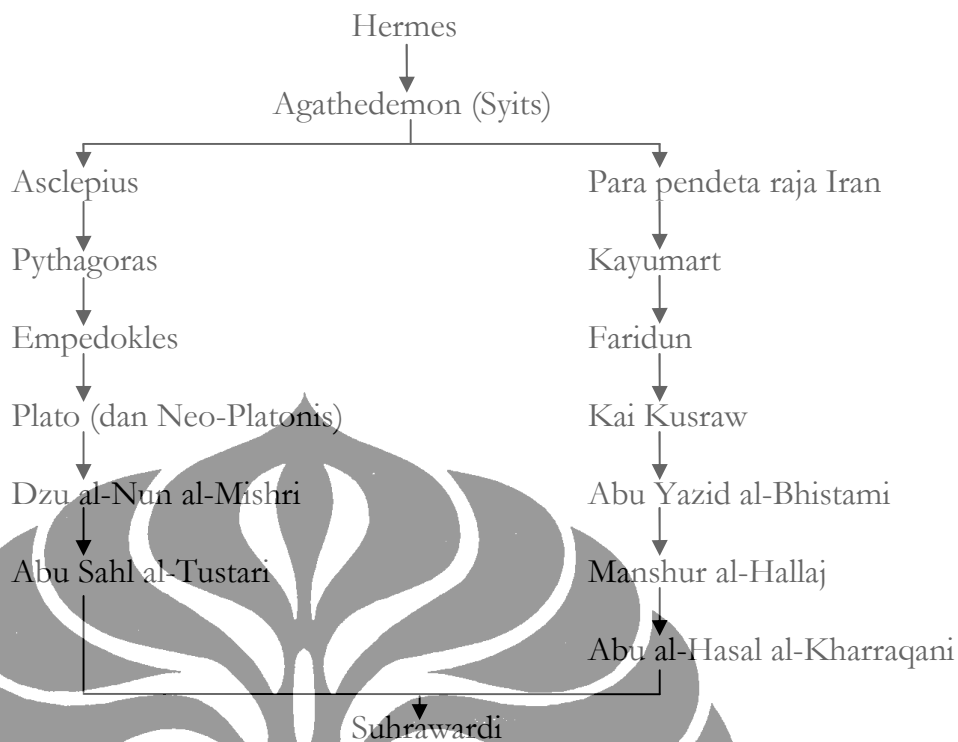 Hermes
Agathedemon (Syits)
Asclepius
Para pendeta raja Iran
Pythagoras
Kayumart
Empedokles
Faridun
Plato (dan Neo-Platonis)
Kai Kusraw
Dzu al-Nun al-Mishri
Abu Yazid al-Bhistami
Abu Sahl al-Tustari
Manshur al-Hallaj
Abu al-Hasal al-Kharraqani
Suhrawardi